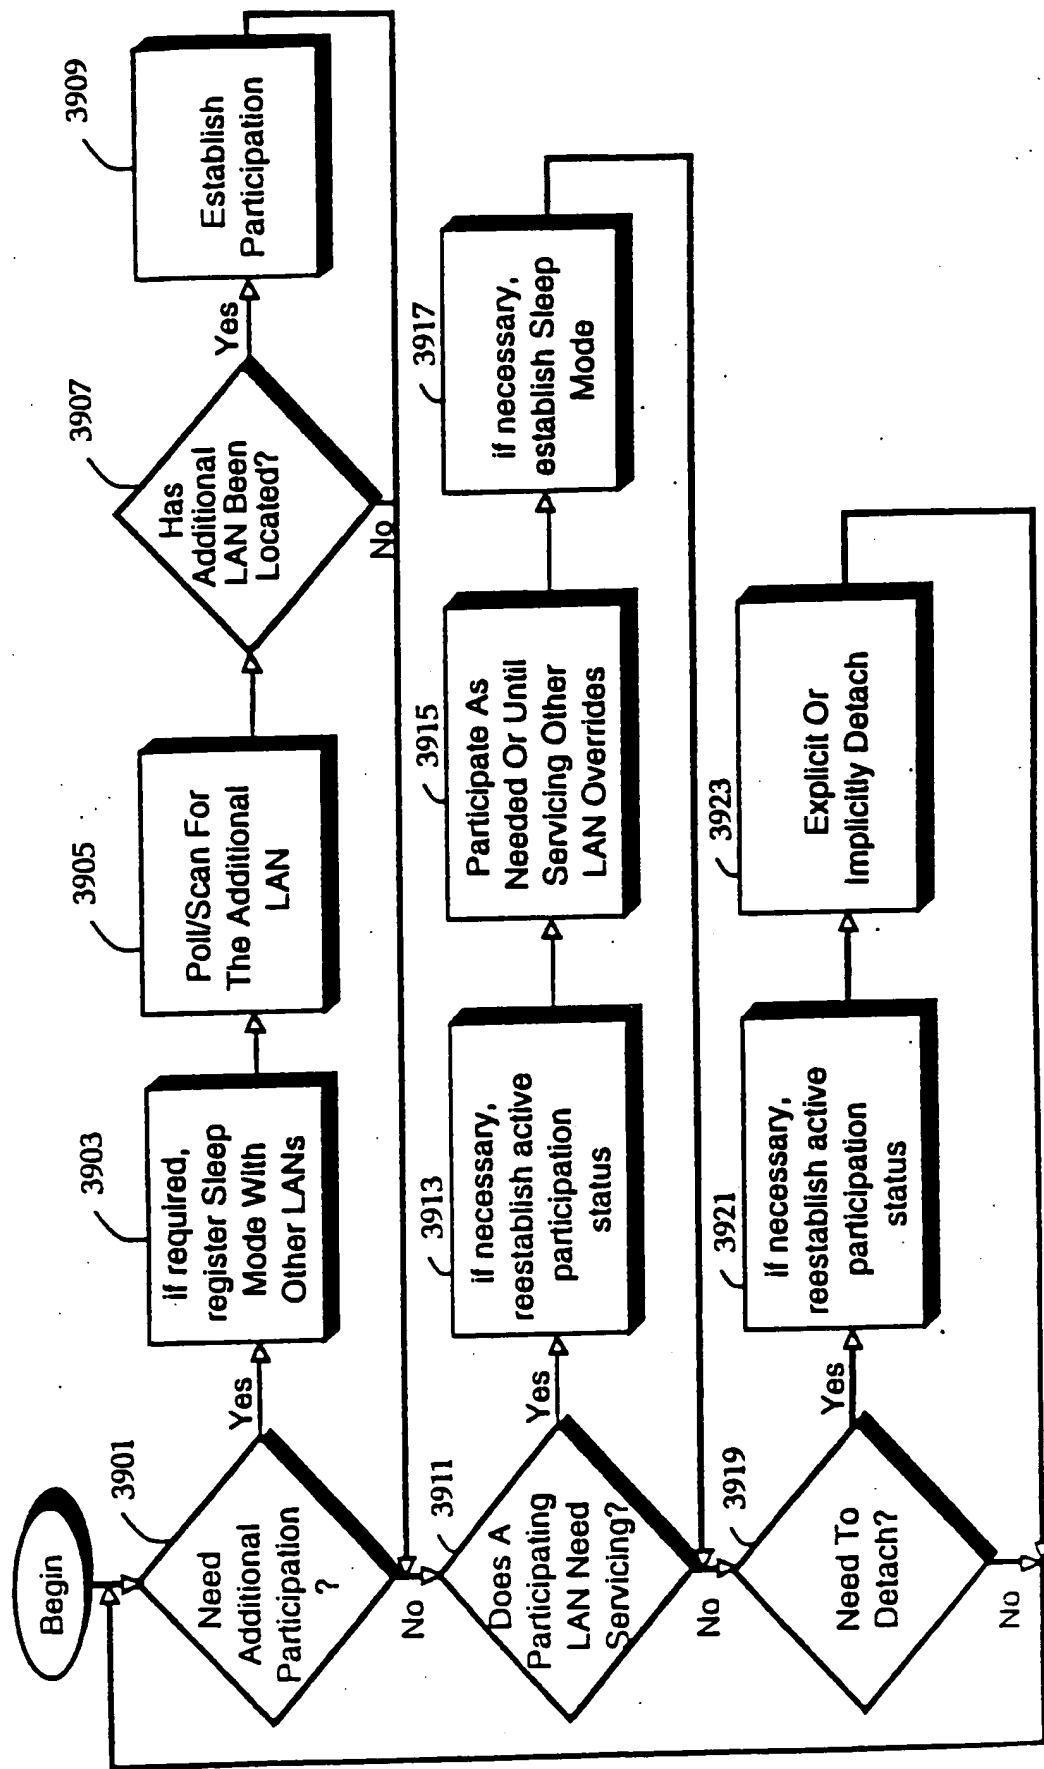 Begin
3901
Need
Additional
Participation
?
Yes
No
3903
If required,
register Sleep
Mode With
Other LANs
3905
Poll/Scan For
The Additional
LAN
3907
Has
Additional
LAN Been
Located?
Yes
No
3909
Establish
Participation
3911
Does A
Participating
LAN Need
Servicing?
Yes
No
3913
if necessary,
reestablish active
participation
status
3915
Participate As
Needed Or Until
Servicing Other
LAN Overrides
3917
if necessary,
establish Sleep
Mode
3919
Need To
Detach?
Yes
No
3921
if necessary,
reestablish active
participation
status
3923
Explicit Or
Implicitly Detach